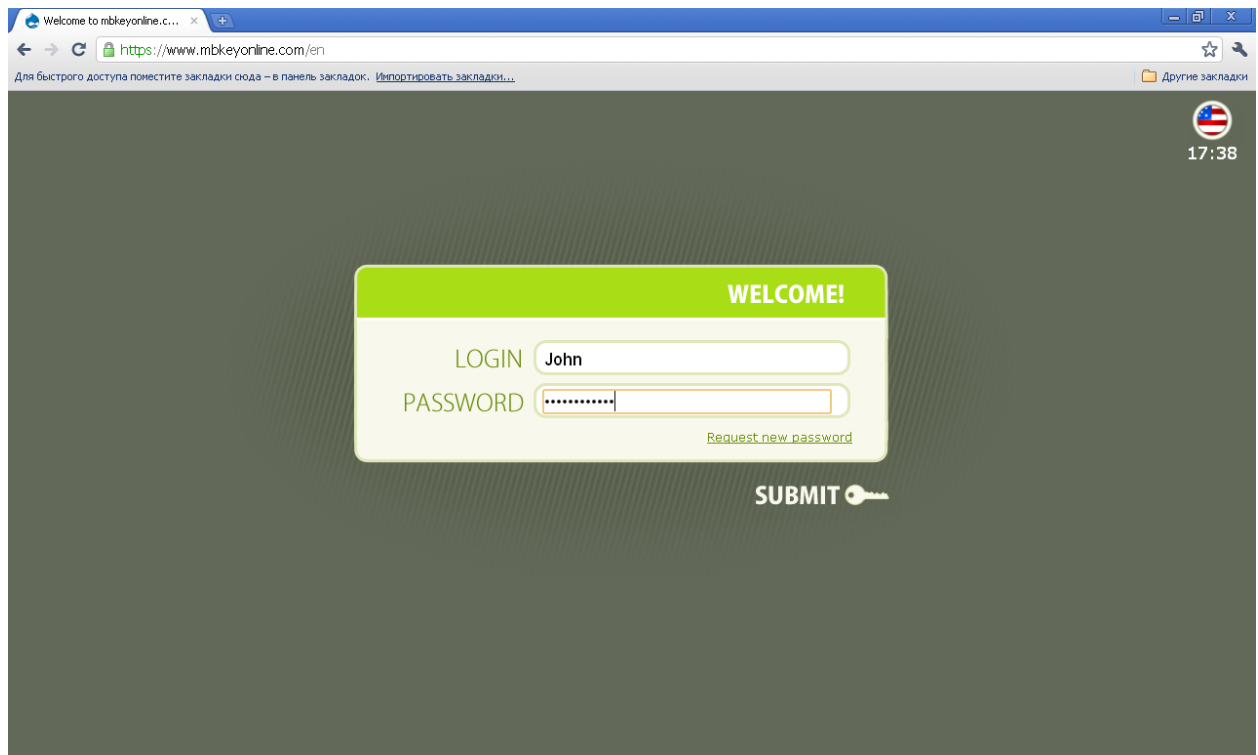 Welcome to mbkeyonline.c...
https://www.mbkeyonline.com/en
Для быстрого доступа поместите закладки сюда – в панель закладок. Импортировать закладки... Другие закладки
17:38
WELCOME!
LOGIN John
PASSWORD ••••••••••••
Request new password
SUBMIT